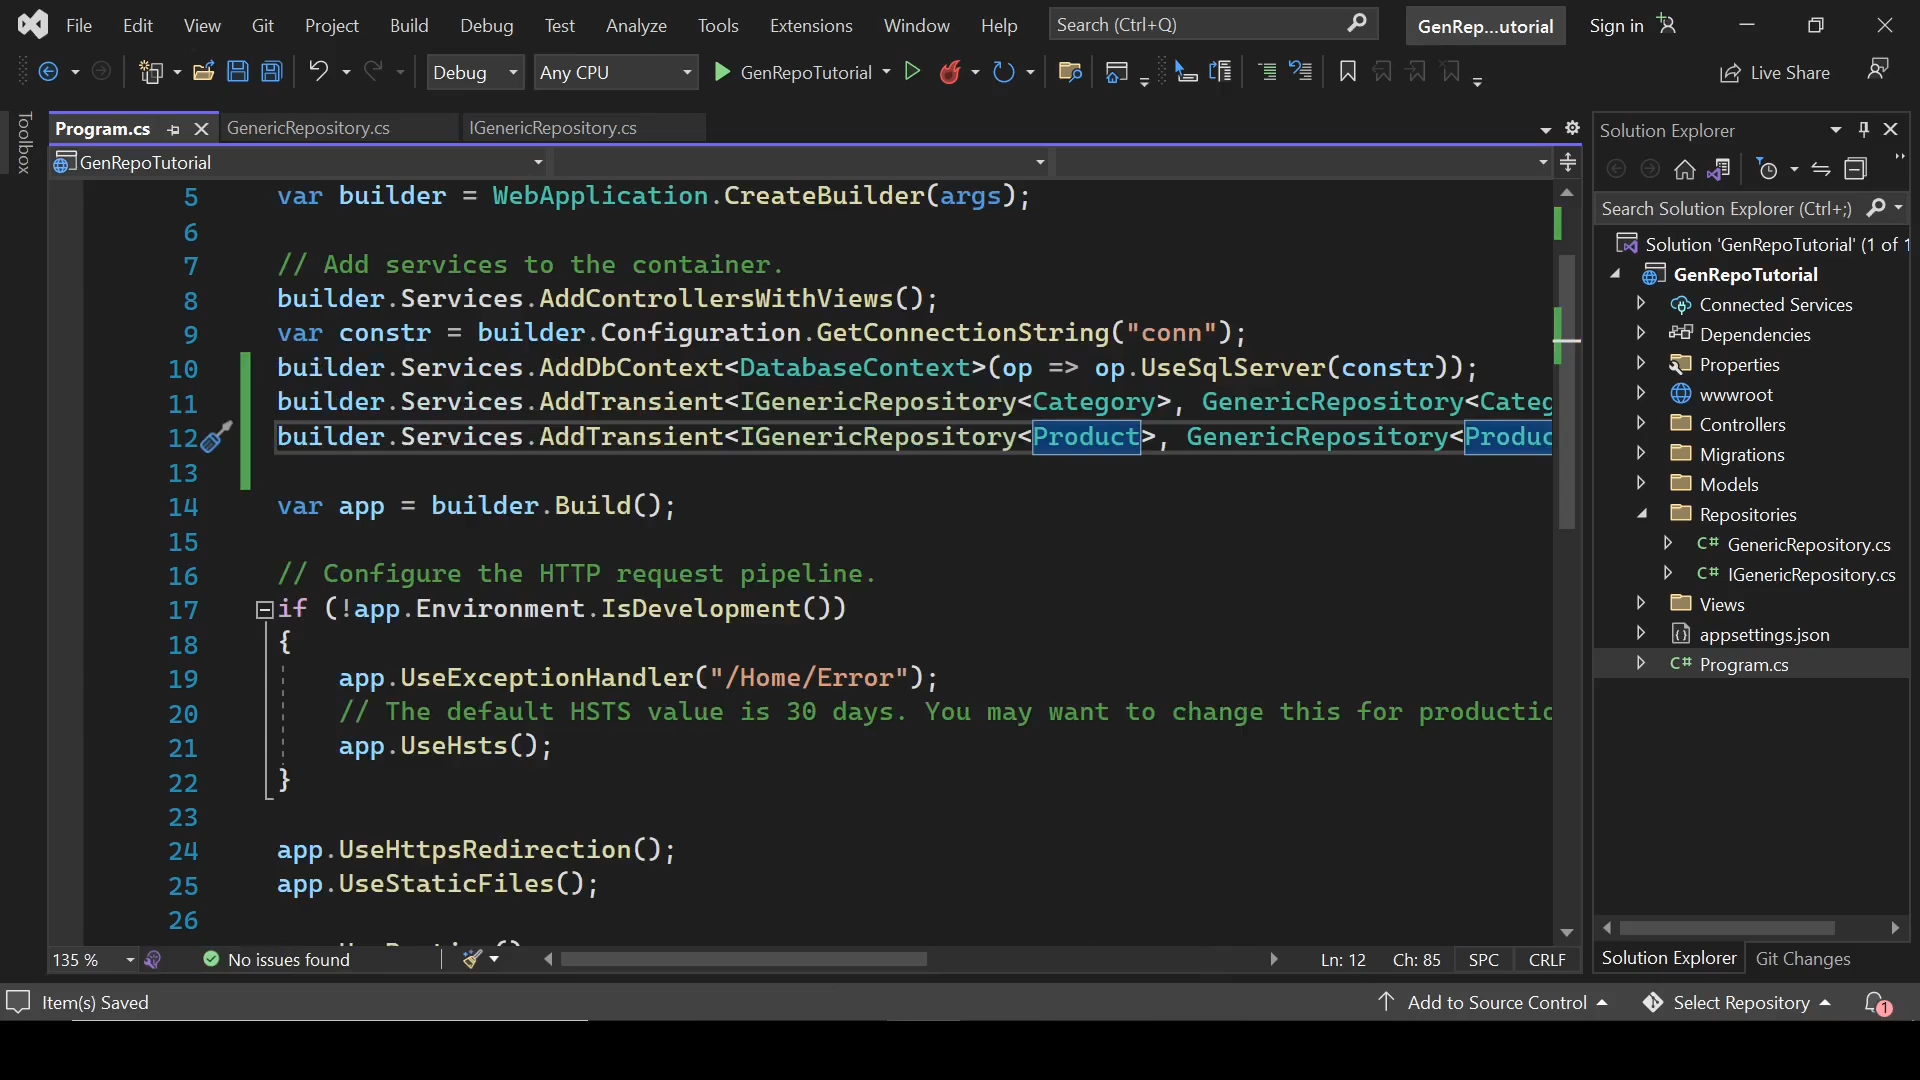 File Edit View Git Project Build Debug Test Analyze Tools Extensions Window Help Search (Ctrl+Q) GenRep...utorial Sign in
Debug Any CPU GenRepoTutorial Live Share
Toolbox
Program.cs GenericRepository.cs IGenericRepository.cs
GenRepoTutorial
5 var builder = WebApplication.CreateBuilder(args);
6
7 // Add services to the container.
8 builder.Services.AddControllersWithViews();
9 var constr = builder.Configuration.GetConnectionString("conn");
10 builder.Services.AddDbContext<DatabaseContext>(op => op.UseSqlServer(constr));
11 builder.Services.AddTransient<IGenericRepository<Category>, GenericRepository<Categ
12 builder.Services.AddTransient<IGenericRepository<Product>, GenericRepository<Produc
13
14 var app = builder.Build();
15
16 // Configure the HTTP request pipeline.
17 if (!app.Environment.IsDevelopment())
18 {
19 app.UseExceptionHandler("/Home/Error");
20 // The default HSTS value is 30 days. You may want to change this for productio
21 app.UseHsts();
22 }
23
24 app.UseHttpsRedirection();
25 app.UseStaticFiles();
26
135 % No issues found Ln: 12 Ch: 85 SPC CRLF
Solution Explorer
Search Solution Explorer (Ctrl+;)
Solution 'GenRepoTutorial' (1 of 1
GenRepoTutorial
Connected Services
Dependencies
Properties
wwwroot
Controllers
Migrations
Models
Repositories
C# GenericRepository.cs
C# IGenericRepository.cs
Views
appsettings.json
C# Program.cs
Solution Explorer Git Changes
Item(s) Saved Add to Source Control Select Repository 1